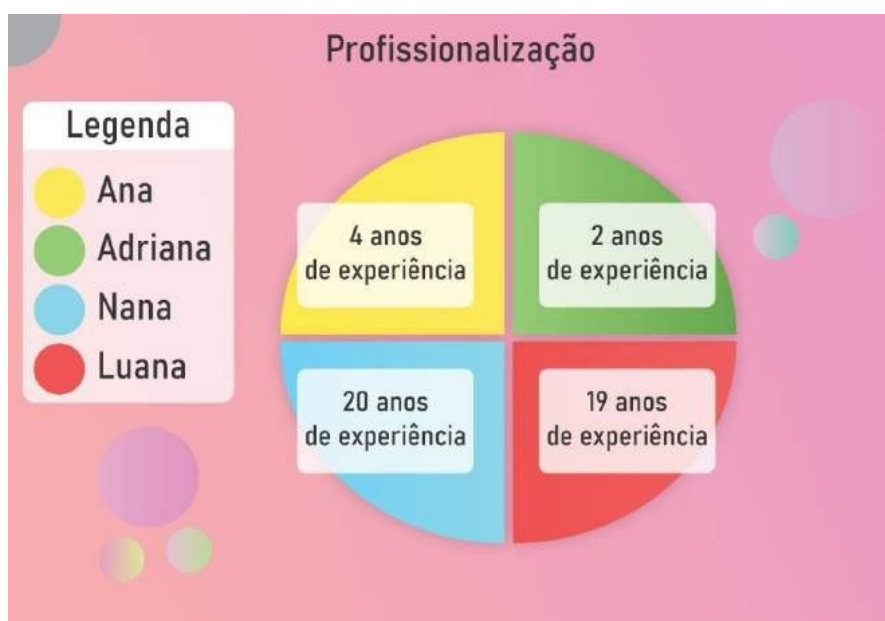 Profissionalização
Legenda
Ana
Adriana
Nana
Luana
4 anos
de experiência
2 anos
de experiência
20 anos
de experiência
19 anos
de experiência